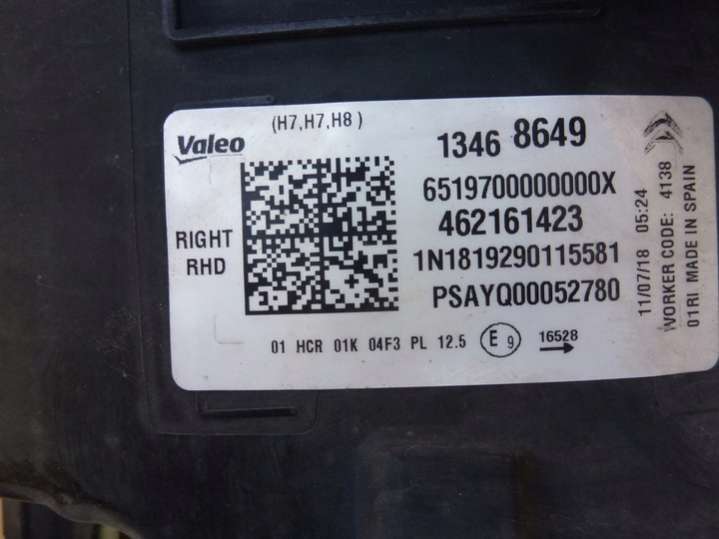 Valeo
(H7,H7,H8 )
1346 8649
6519700000000X
462161423
1N1819290115581
PSAYQ00052780
RIGHT
RHD
01 HCR 01K 04F3 PL 12.5 E 9 16528
11/07/18 05:24
WORKER CODE: 4138
01RI MADE IN SPAIN